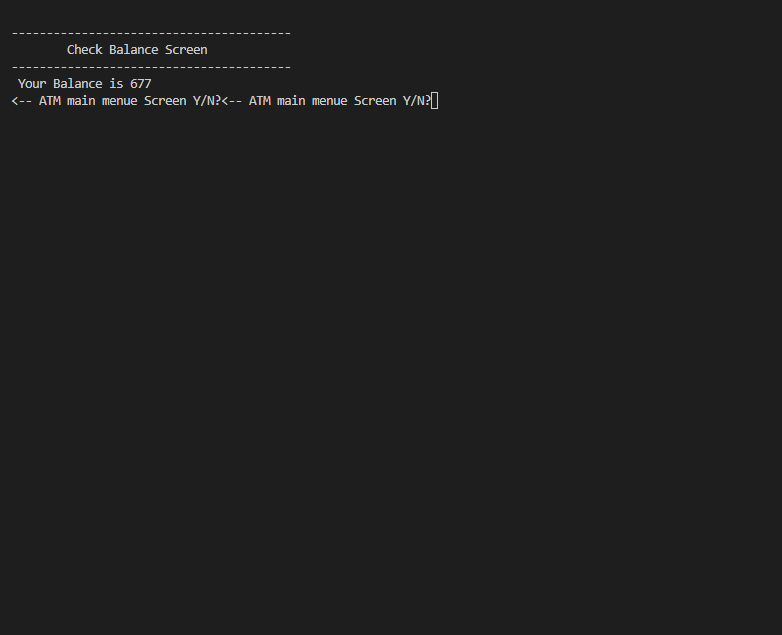 ----------------------------------------
Check Balance Screen
----------------------------------------
Your Balance is 677
<-- ATM main menue Screen Y/N?<-- ATM main menue Screen Y/N?